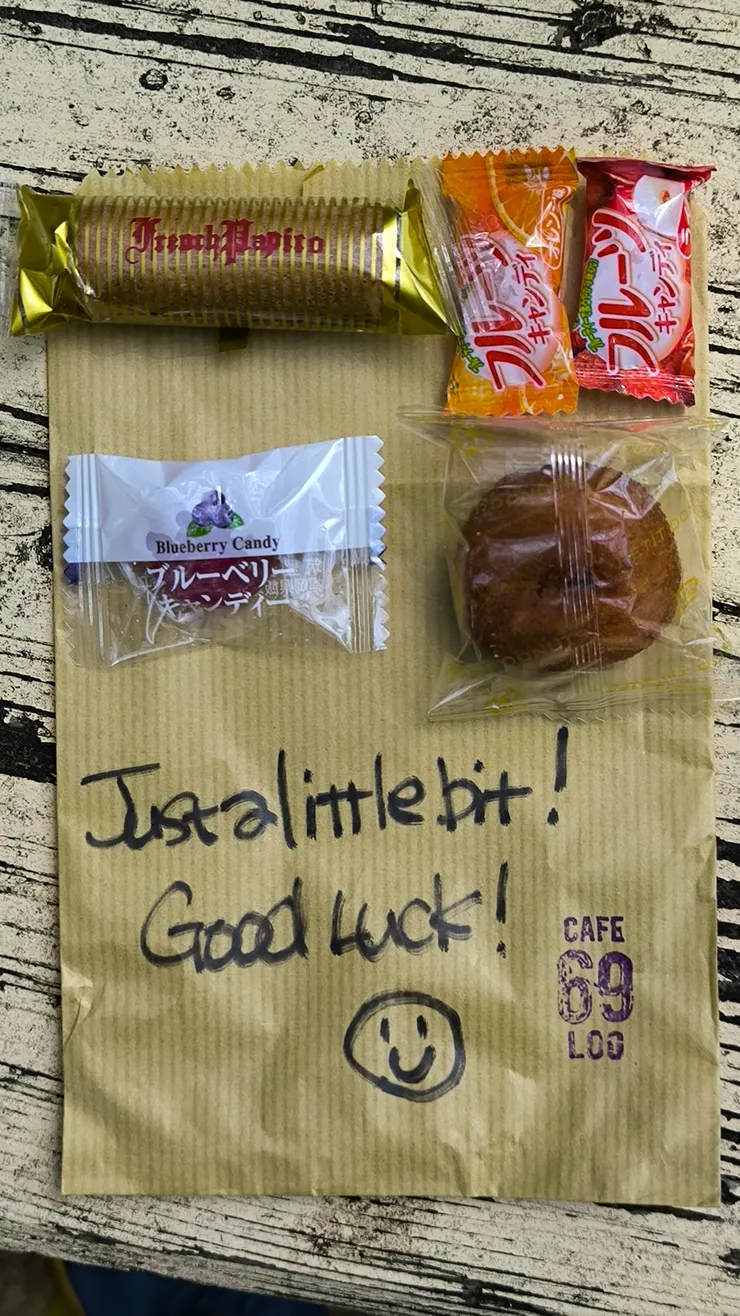 French Papiro
フルーツ
キャンディ
フルーツ
キャンディ
Blueberry Candy
ブルーベリー
キャンディー
Just a little bit!
Good Luck!
CAFE
69
LOG